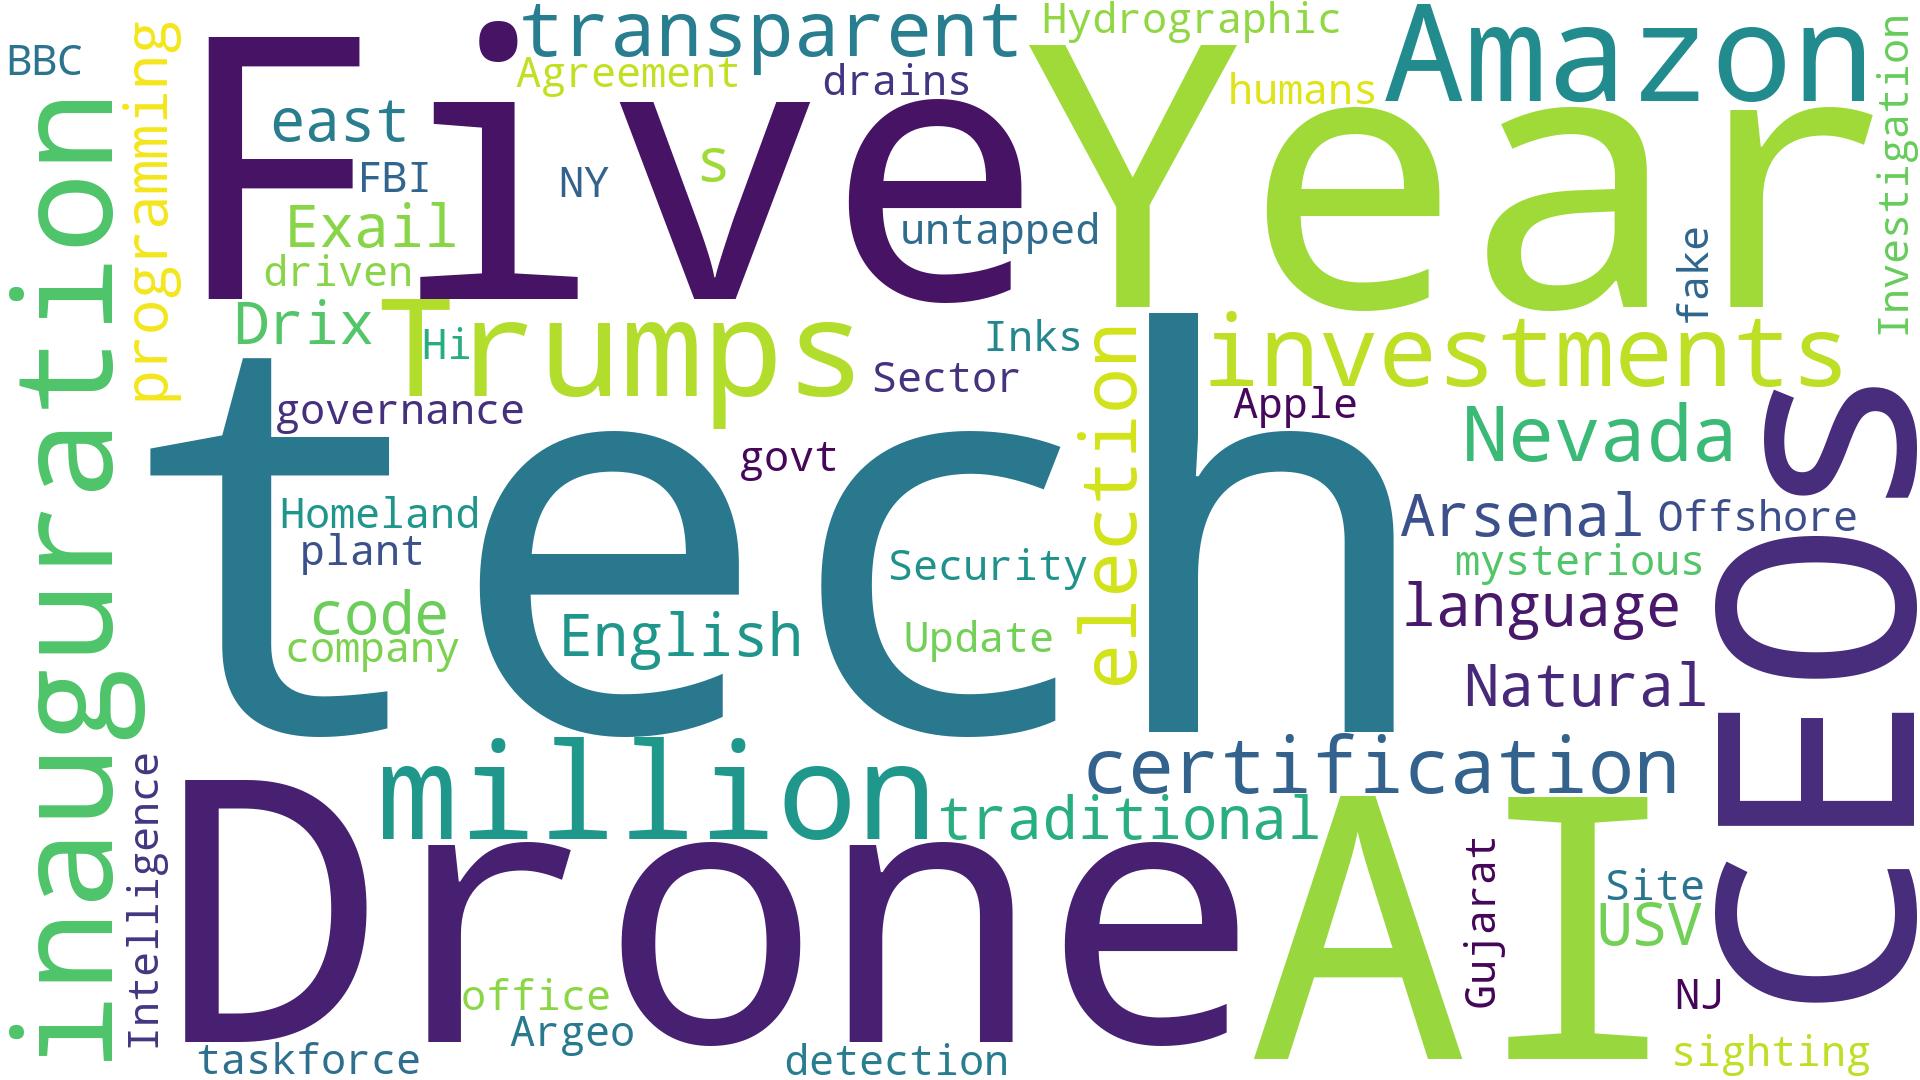 BBC
inauguration
programming
Five
transparent
Hydrographic
Amazon
Investigation
Agreement
drains
humans
Year
east
FBI
NY
s
Exail
untapped
driven
fake
Drix
Trumps
Hi
Inks
election
investments
Sector
governance
Apple
Nevada
CEOs
tech
govt
Homeland
plant
Security
Arsenal
Offshore
mysterious
code
company
English
Update
language
Natural
Intelligence
million
certification
traditional
Drone
AI
Gujarat
Site
USV
office
Argeo
NJ
taskforce
detection
sighting